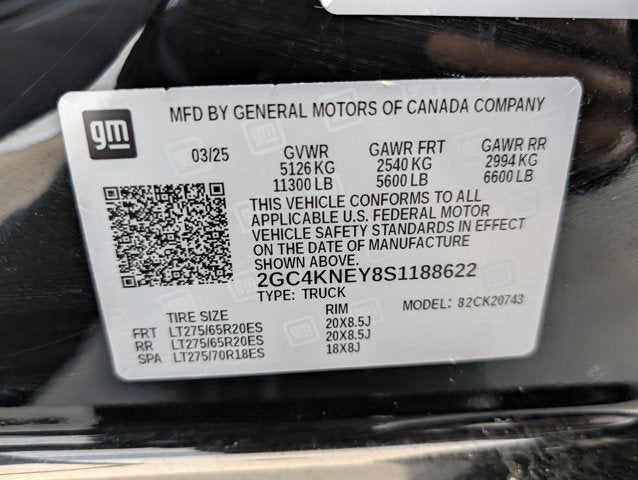 gm
MFD BY GENERAL MOTORS OF CANADA COMPANY
03/25 GVWR GAWR FRT GAWR RR
5126 KG 2540 KG 2994 KG
11300 LB 5600 LB 6600 LB
THIS VEHICLE CONFORMS TO ALL
APPLICABLE U.S. FEDERAL MOTOR
VEHICLE SAFETY STANDARDS IN EFFECT
ON THE DATE OF MANUFACTURE
SHOWN ABOVE.
2GC4KNEY8S1188622
TYPE: TRUCK MODEL: 82CK20743
TIRE SIZE RIM
FRT LT275/65R20ES 20X8.5J
RR LT275/65R20ES 20X8.5J
SPA LT275/70R18ES 18X8J